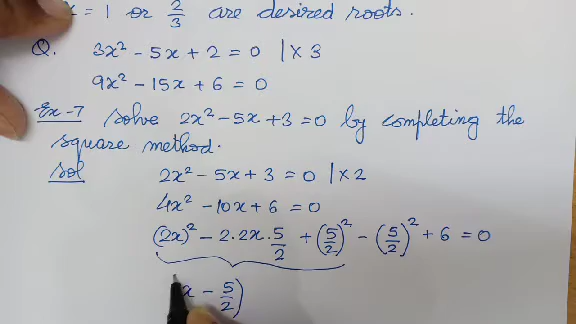 x = 1 or 2/3 are desired roots.
Q. 3x² - 5x + 2 = 0 | × 3
9x² - 15x + 6 = 0
Ex-7 Solve 2x² - 5x + 3 = 0 by completing the
square method.
Sol 2x² - 5x + 3 = 0 | × 2
4x² - 10x + 6 = 0
(2x)² - 2·2x·5/2 + (5/2)² - (5/2)² + 6 = 0
x - 5/2)